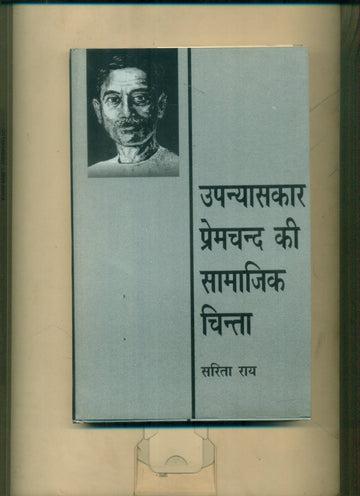 उपन्यासकार
प्रेमचन्द की
सामाजिक
चिन्ता
सरिता राय